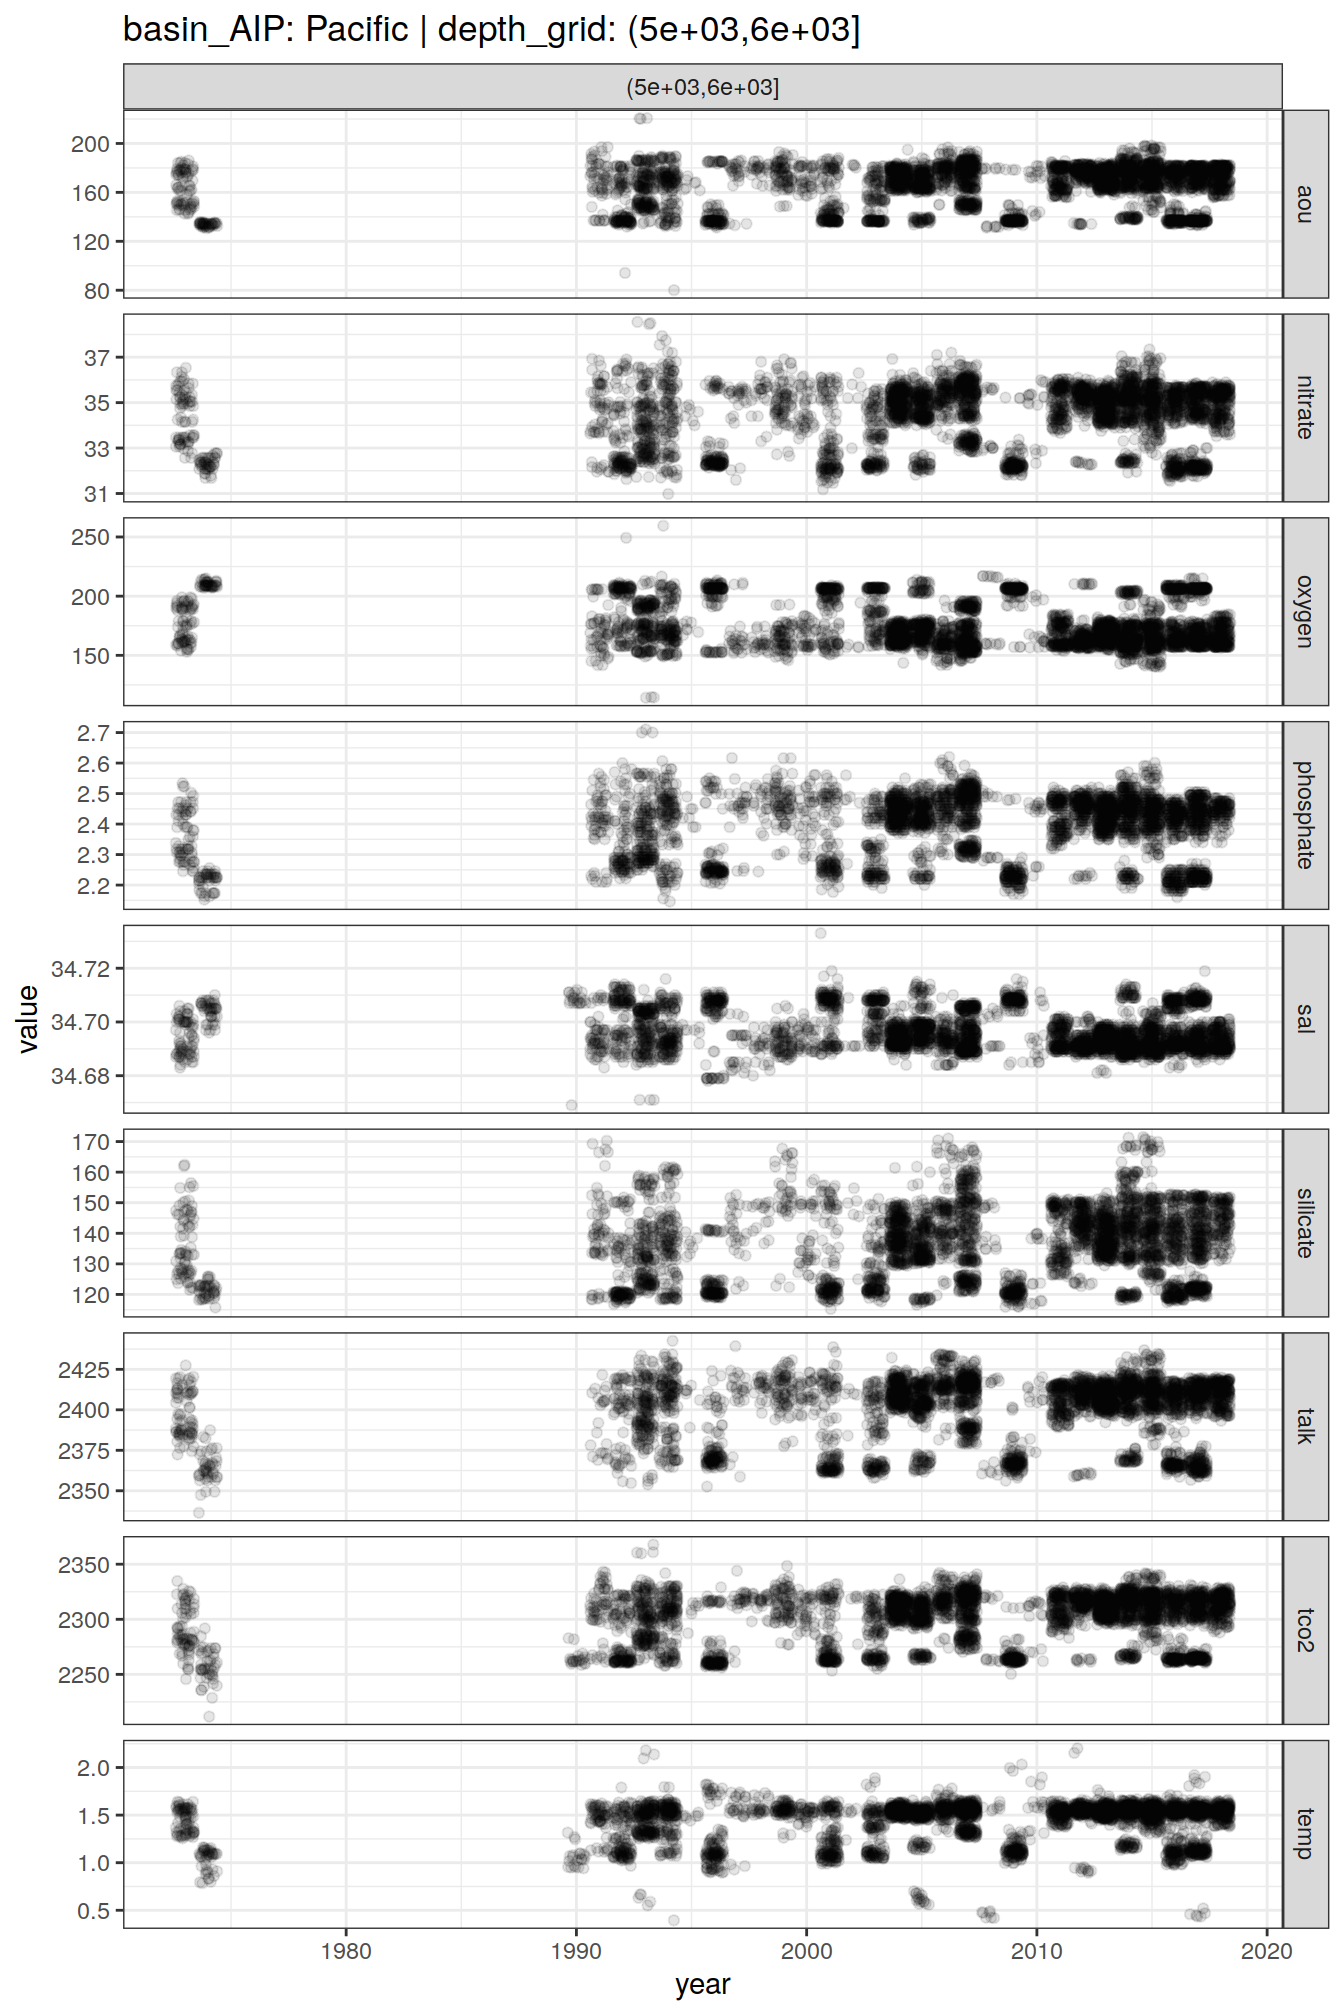 basin_AIP: Pacific | depth_grid: (5e+03,6e+03]
(5e+03,6e+03]
200
160
120
80
aou
37
35
33
31
nitrate
250
200
150
oxygen
2.7
2.6
2.5
2.4
2.3
2.2
phosphate
value
34.72
34.70
34.68
sal
170
160
150
140
130
120
silicate
2425
2400
2375
2350
talk
2350
2300
2250
tco2
2.0
1.5
1.0
0.5
temp
1980 1990 2000 2010 2020
year